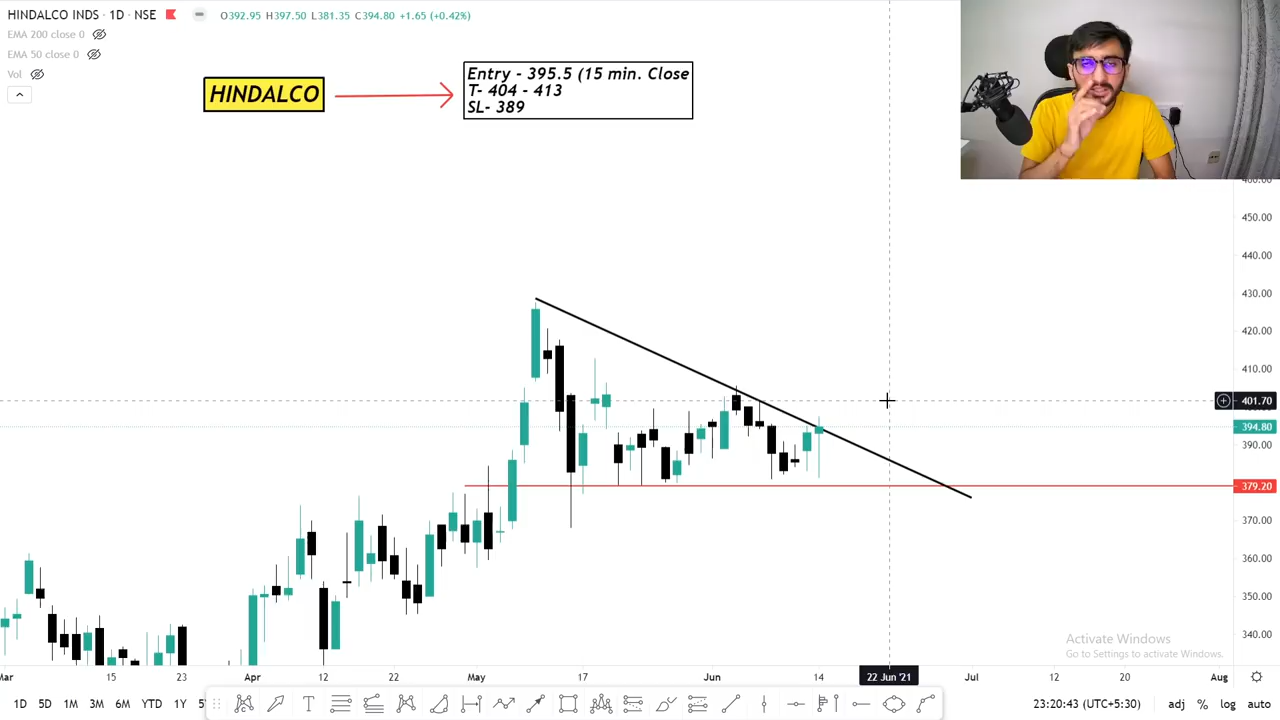 HINDALCO INDS · 1D · NSE
O392.95 H397.50 L381.35 C394.80 +1.65 (+0.42%)
EMA 200 close 0
EMA 50 close 0
Vol
HINDALCO
Entry - 395.5 (15 min. Close
T- 404 - 413
SL- 389
460.00
450.00
440.00
430.00
420.00
410.00
401.70
394.80
390.00
379.20
370.00
360.00
350.00
340.00
Activate Windows
Go to Settings to activate Windows.
Mar 15 23 Apr 12 22 May 17 Jun 14 22 Jun '21 Jul 12 20 Aug
1D 5D 1M 3M 6M YTD 1Y 23:20:43 (UTC+5:30) adj % log auto